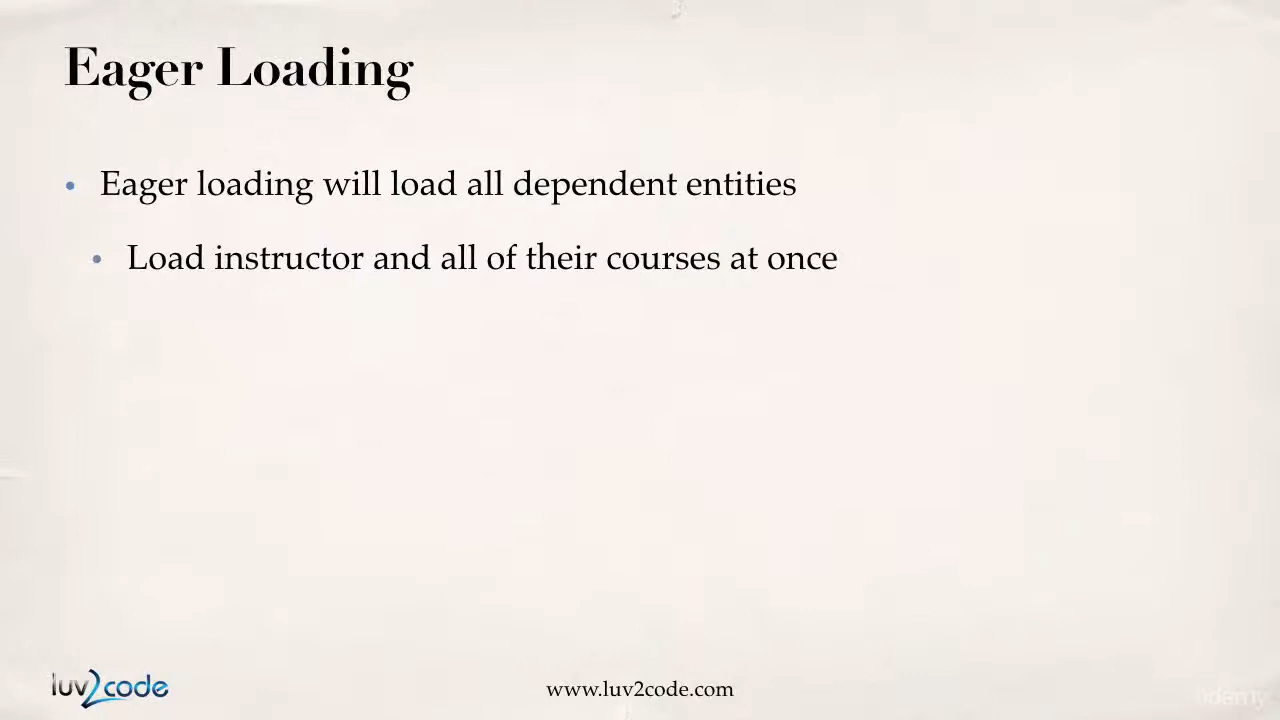 Eager Loading
• Eager loading will load all dependent entities
• Load instructor and all of their courses at once
luv2code
www.luv2code.com
udemy